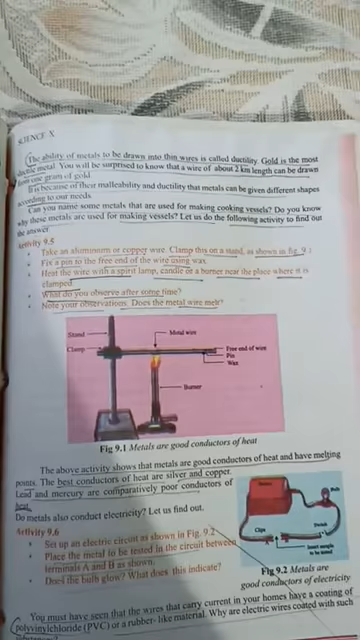 SCIENCE X
The ability of metals to be drawn into thin wires is called ductility. Gold is the most
ductile metal. You will be surprised to know that a wire of about 2 km length can be drawn
from one gram of gold.
It is because of their malleability and ductility that metals can be given different shapes
according to our needs.
Can you name some metals that are used for making cooking vessels? Do you know
why these metals are used for making vessels? Let us do the following activity to find out
the answer
Activity 9.5
• Take an aluminium or copper wire. Clamp this on a stand, as shown in fig. 9.1
• Fix a pin to the free end of the wire using wax.
• Heat the wire with a spirit lamp, candle or a burner near the place where it is
clamped.
• What do you observe after some time?
• Note your observations. Does the metal wire melt?
Stand
Metal wire
Clamp
Free end of wire
Pin
Wax
Burner
Fig 9.1 Metals are good conductors of heat
The above activity shows that metals are good conductors of heat and have melting
points. The best conductors of heat are silver and copper.
Lead and mercury are comparatively poor conductors of
heat.
Do metals also conduct electricity? Let us find out.
Activity 9.6
• Set up an electric circuit as shown in Fig. 9.2
• Place the metal to be tested in the circuit between
terminals A and B as shown.
• Does the bulb glow? What does this indicate?
Bulb
Clips
Switch
Insert sample
to be tested
Fig 9.2 Metals are
good conductors of electricity
You must have seen that the wires that carry current in your homes have a coating of
polyvinylchloride (PVC) or a rubber- like material. Why are electric wires coated with such